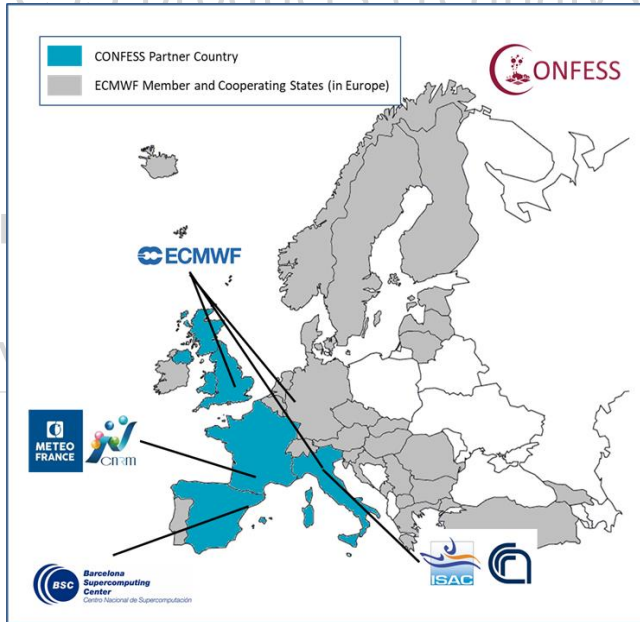 CONFESS Partner Country
ECMWF Member and Cooperating States (in Europe)
CONFESS
ECMWF
METEO
FRANCE
CNRM
BSC
Barcelona
Supercomputing
Center
Centro Nacional de Supercomputación
ISAC